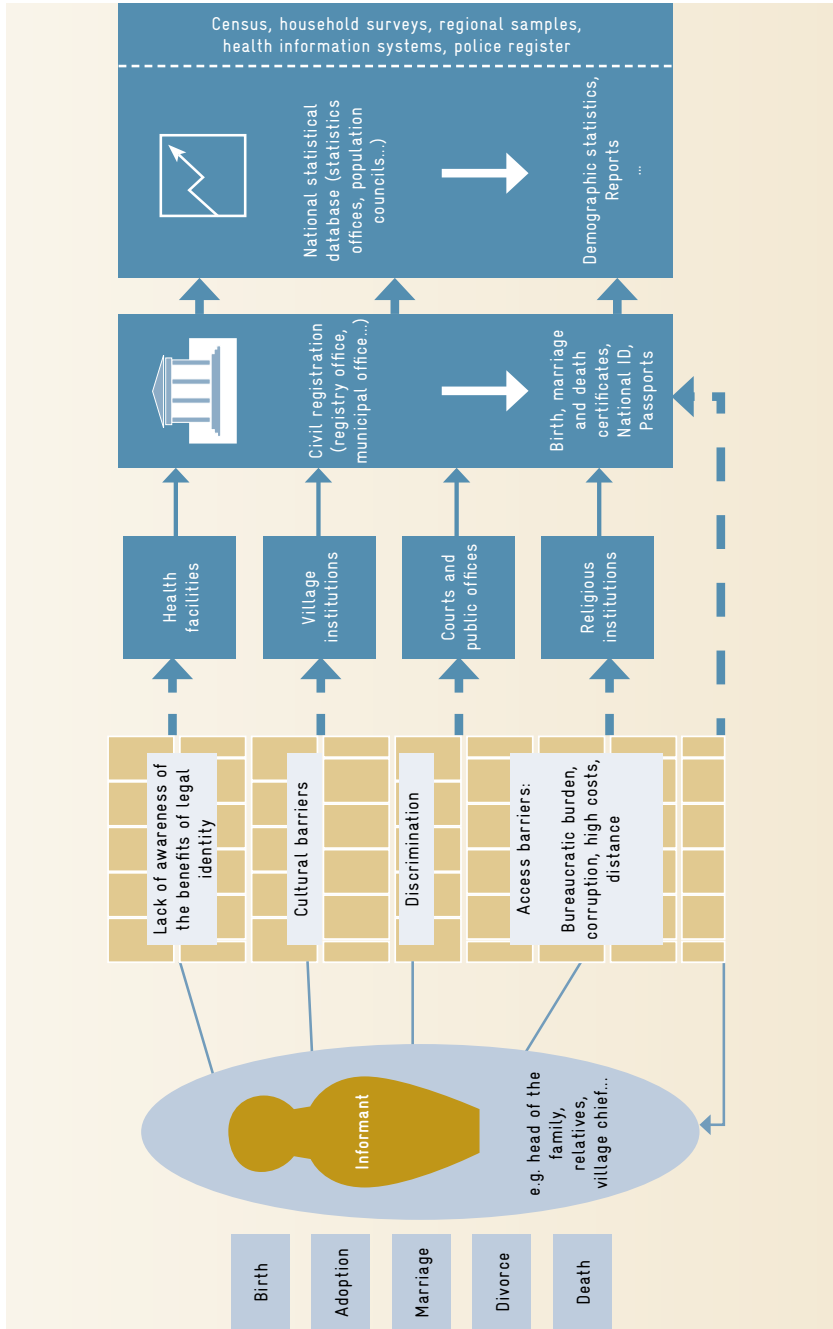 Birth
Adoption
Marriage
Divorce
Death
Informant
e.g. head of the
family,
relatives,
village chief...
Lack of awareness of
the benefits of legal
identity
Cultural barriers
Discrimination
Access barriers:
Bureaucratic burden,
corruption, high costs,
distance
Health
facilities
Village
institutions
Courts and
public offices
Religious
institutions
Civil registration
(registry office,
municipal office...)
Birth, marriage
and death
certificates,
National ID,
Passports
National statistical
database (statistics
offices, population
councils...)
Demographic statistics,
Reports
...
Census, household surveys, regional samples,
health information systems, police register